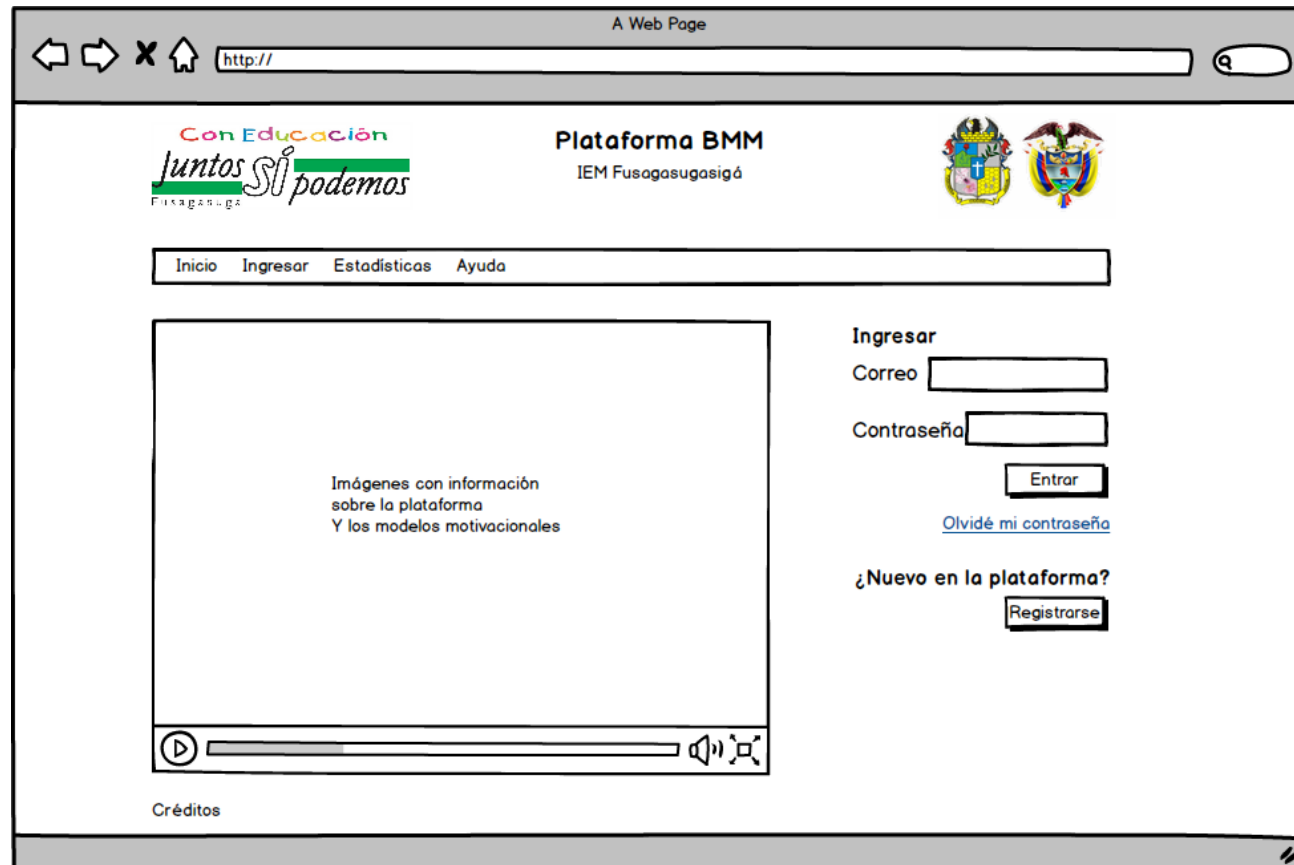 A Web Page
http://
Con Educación
Juntos SÍ podemos
Fusagasuga
Plataforma BMM
IEM Fusagasugasigá
Inicio Ingresar Estadísticas Ayuda
Imágenes con información
sobre la plataforma
Y los modelos motivacionales
Ingresar
Correo
Contraseña
Entrar
Olvidé mi contraseña
¿Nuevo en la plataforma?
Registrarse
Créditos